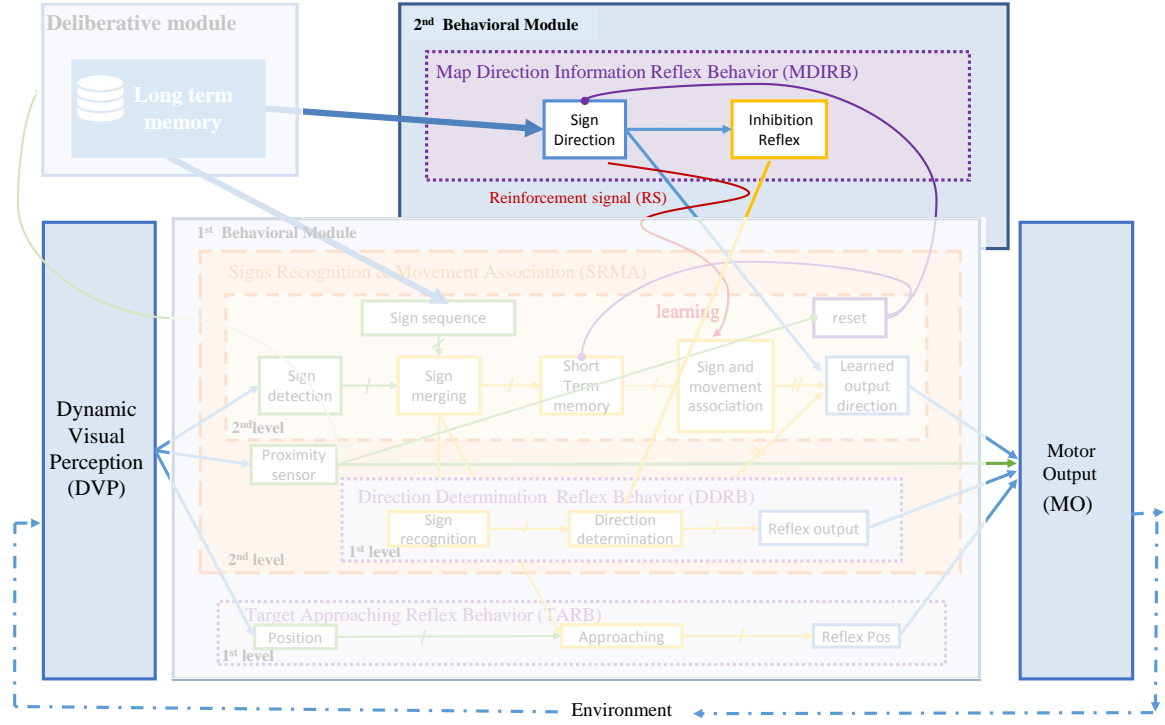 Deliberative module
Long term
memory
2nd Behavioral Module
Map Direction Information Reflex Behavior (MDIRB)
Sign
Direction
Inhibition
Reflex
Reinforcement signal (RS)
1st Behavioral Module
Signs Recognition & Movement Association (SRMA)
Sign sequence
learning
reset
Sign
detection
Sign
merging
Short
Term
memory
Sign and
movement
association
Learned
output
direction
2nd level
Proximity
sensor
Dynamic
Visual
Perception
(DVP)
Motor
Output
(MO)
Direction Determination Reflex Behavior (DDRB)
Sign
recognition
Direction
determination
Reflex output
1st level
2nd level
Target Approaching Reflex Behavior (TARB)
Position
Approaching
Reflex Pos
1st level
Environment